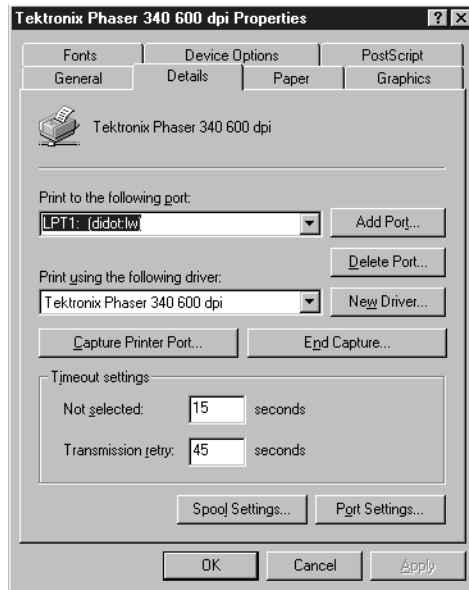 Tektronix Phaser 340 600 dpi Properties
Fonts Device Options PostScript
General Details Paper Graphics
Tektronix Phaser 340 600 dpi
Print to the following port:
LPT1: (didot:lw) Add Port...
Delete Port...
Print using the following driver:
Tektronix Phaser 340 600 dpi New Driver...
Capture Printer Port... End Capture...
Timeout settings
Not selected: 15 seconds
Transmission retry: 45 seconds
Spool Settings... Port Settings...
OK Cancel Apply